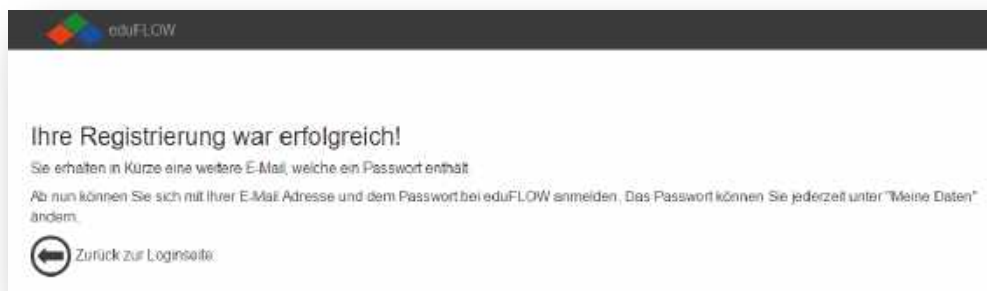 eduFLOW
Ihre Registrierung war erfolgreich!
Sie erhalten in Kürze eine weitere E-Mail, welche ein Passwort enthält
Ab nun können Sie sich mit Ihrer E-Mail Adresse und dem Passwort bei eduFLOW anmelden. Das Passwort können Sie jederzeit unter "Meine Daten"
ändern.
Zurück zur Loginseite